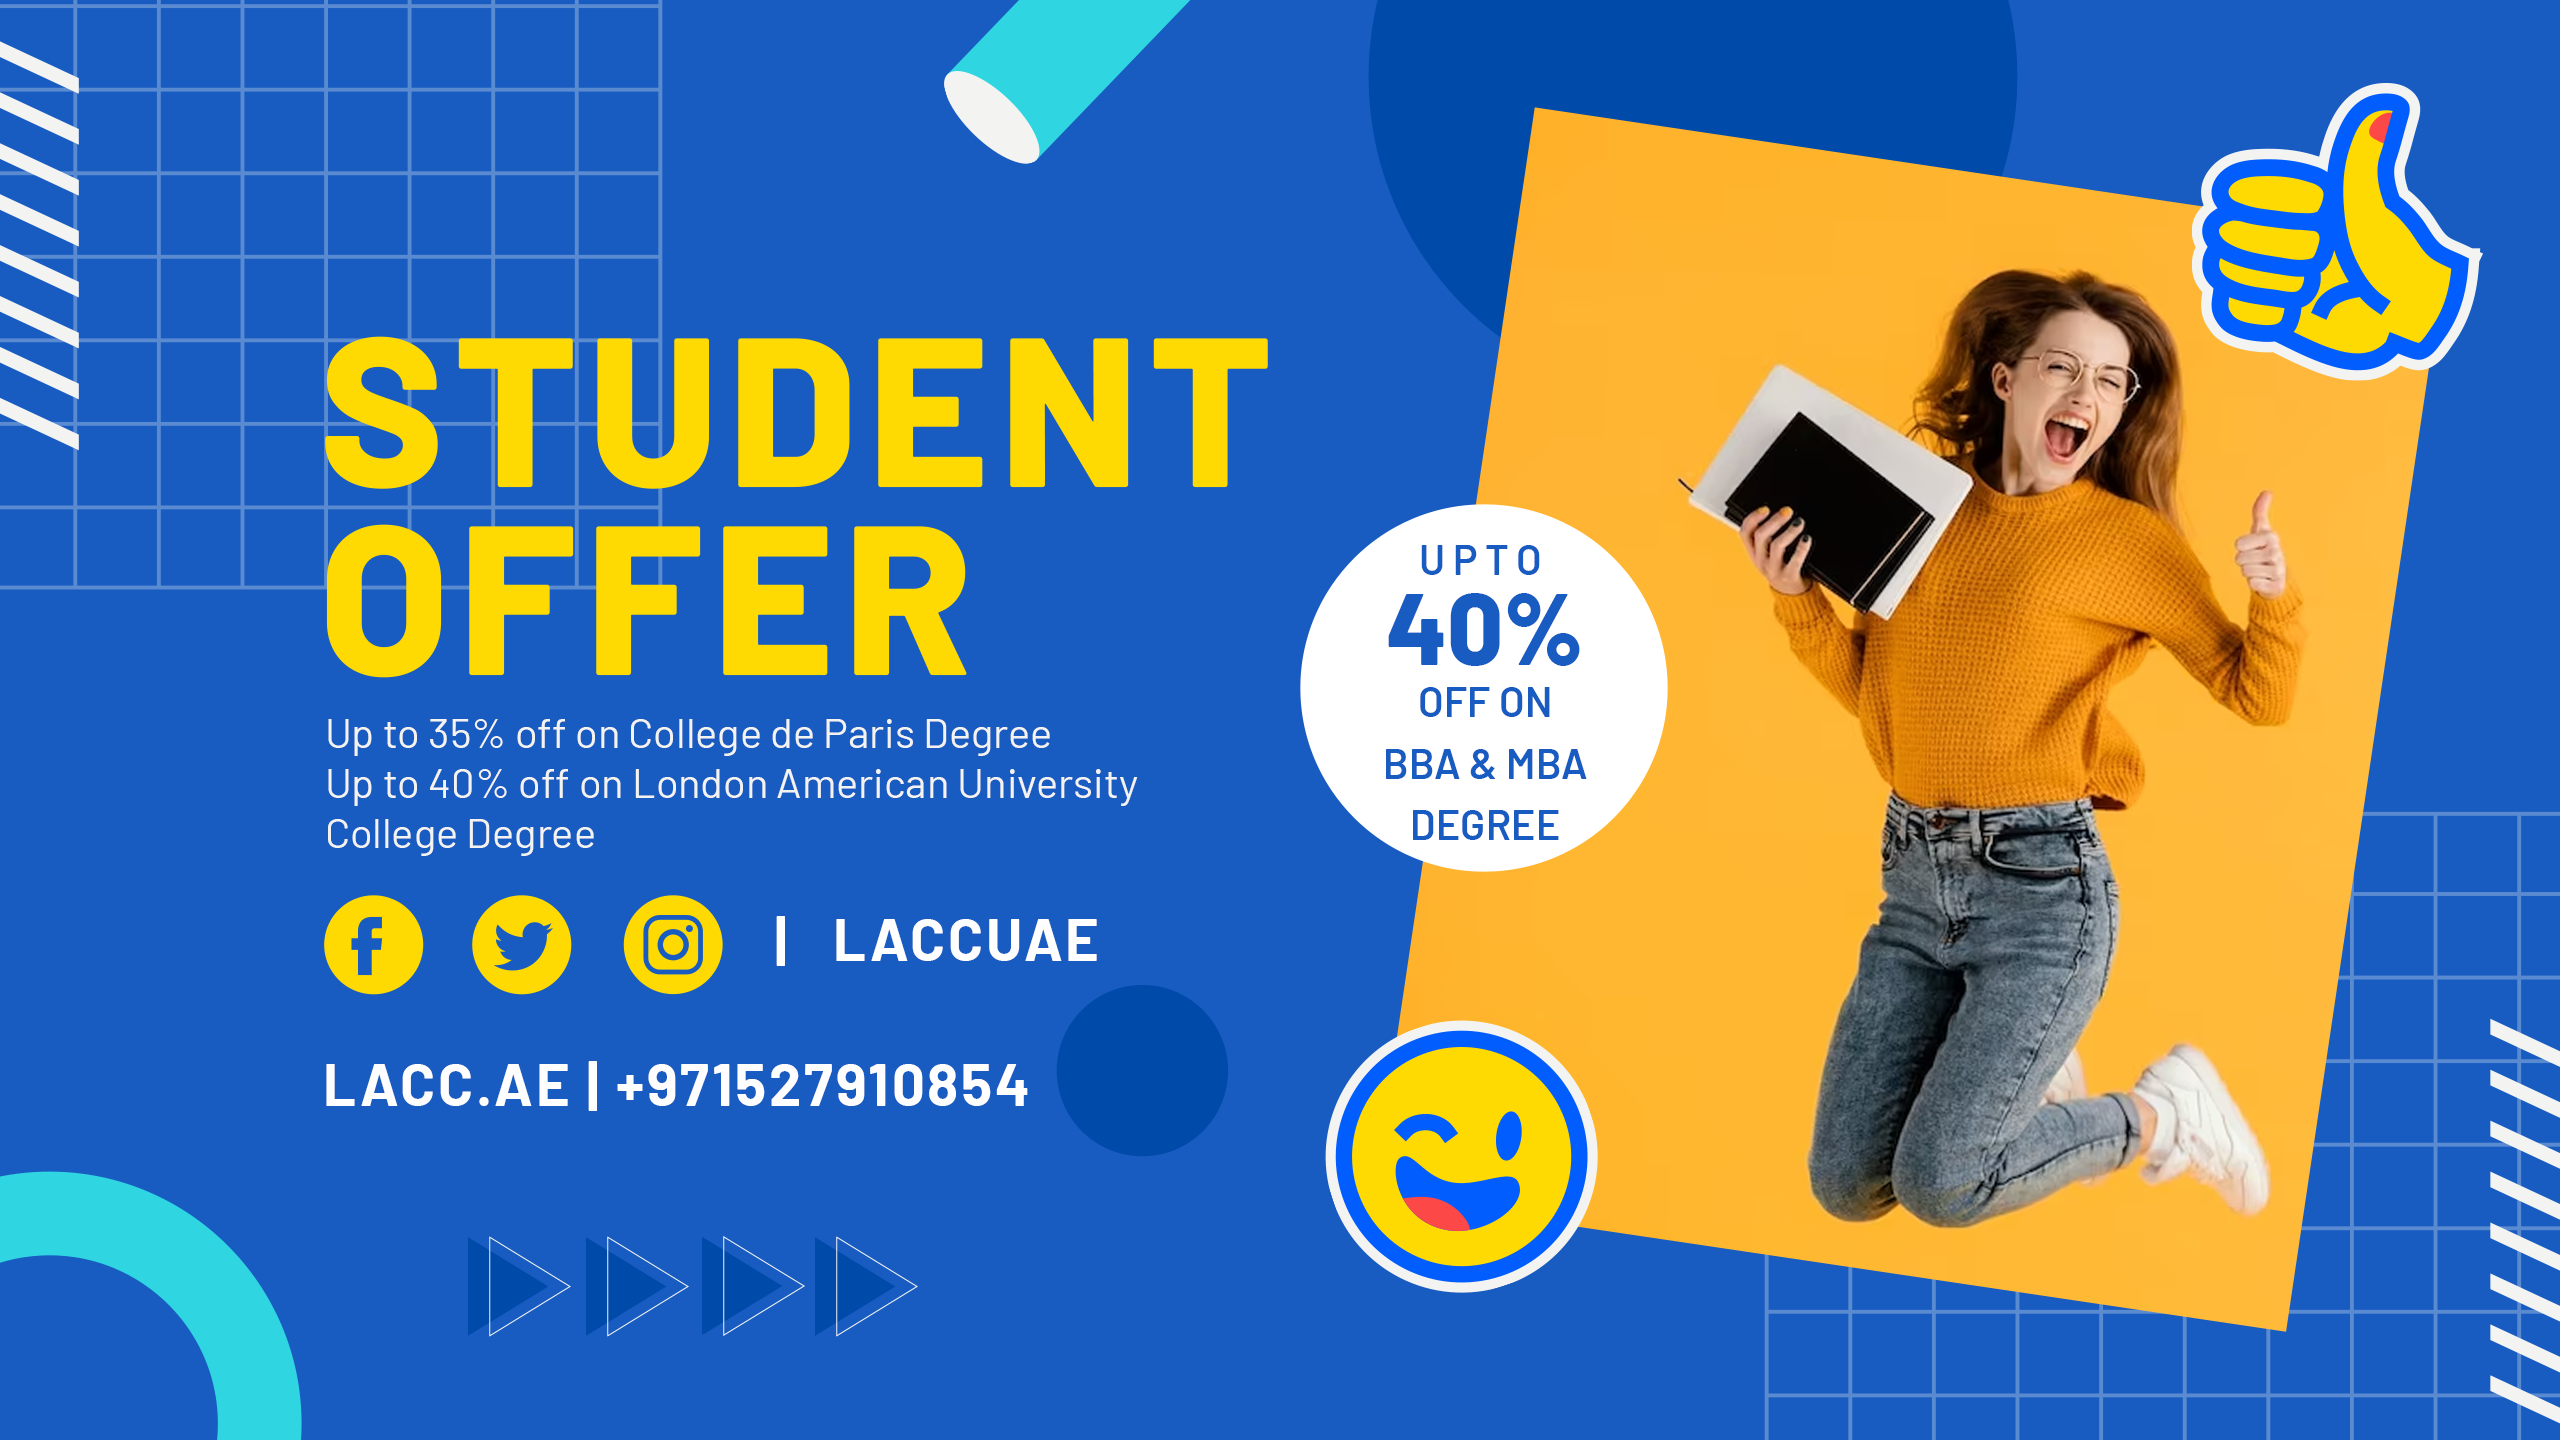 STUDENT
OFFER
Up to 35% off on College de Paris Degree
Up to 40% off on London American University
College Degree
| LACCUAE
LACC.AE | +971527910854
UPTO
40%
OFF ON
BBA & MBA
DEGREE